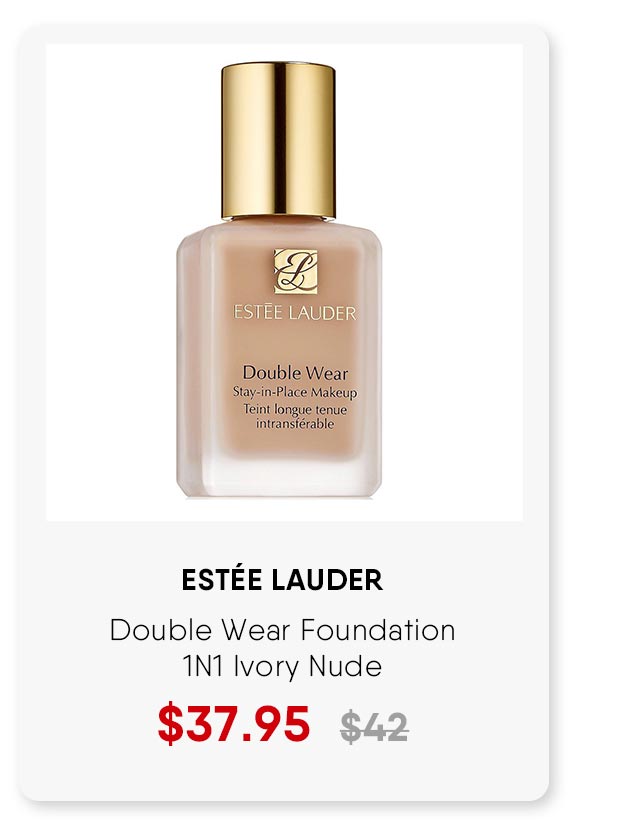 ESTĒE LAUDER
Double Wear
Stay-in-Place Makeup
Teint longue tenue
intransférable
ESTÉE LAUDER
Double Wear Foundation
1N1 Ivory Nude
$37.95 $42